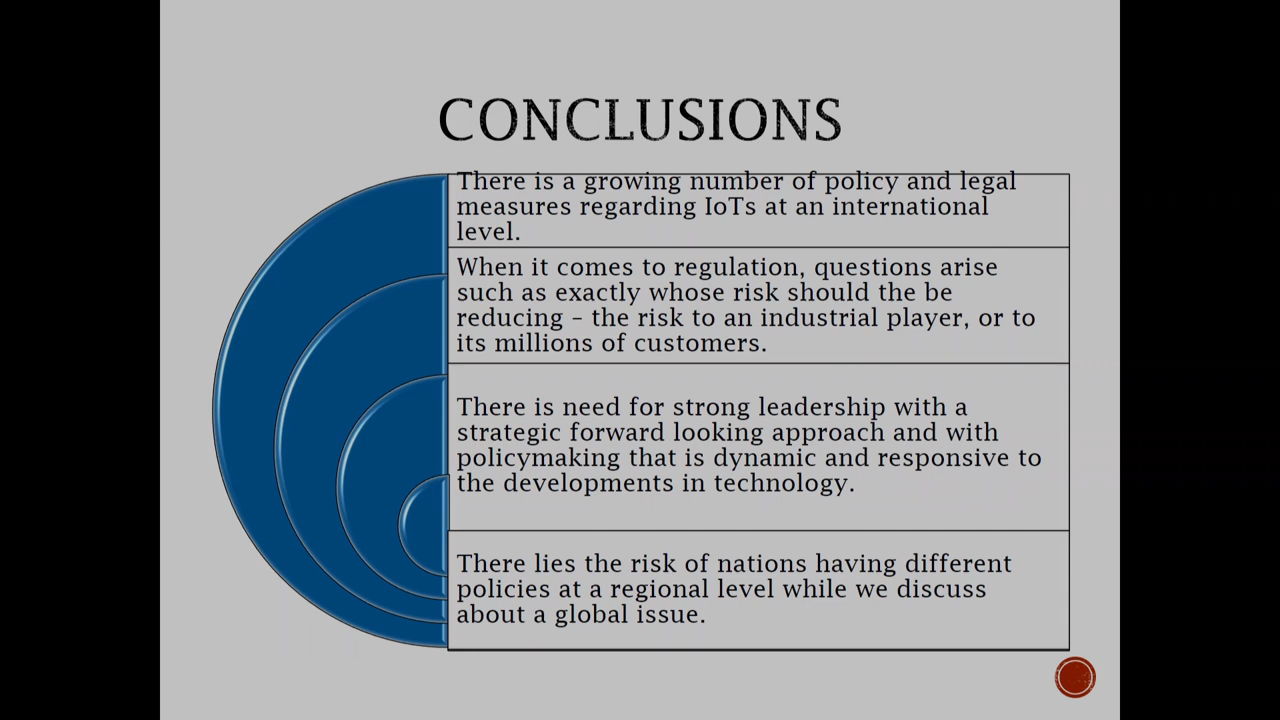 CONCLUSIONS
There is a growing number of policy and legal
measures regarding IoTs at an international
level.
When it comes to regulation, questions arise
such as exactly whose risk should the be
reducing – the risk to an industrial player, or to
its millions of customers.
There is need for strong leadership with a
strategic forward looking approach and with
policymaking that is dynamic and responsive to
the developments in technology.
There lies the risk of nations having different
policies at a regional level while we discuss
about a global issue.